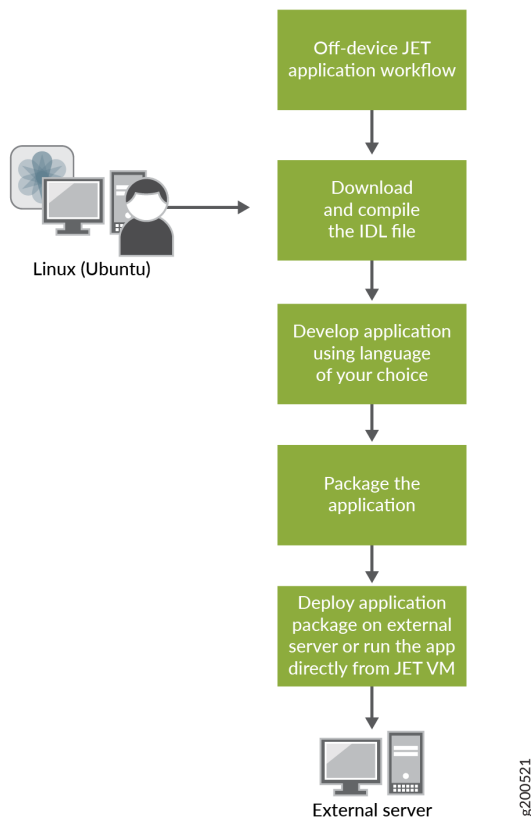 Off-device JET
application workflow
Download
and compile
the IDL file
Linux (Ubuntu)
Develop application
using language
of your choice
Package the
application
Deploy application
package on external
server or run the app
directly from JET VM
External server
g200521